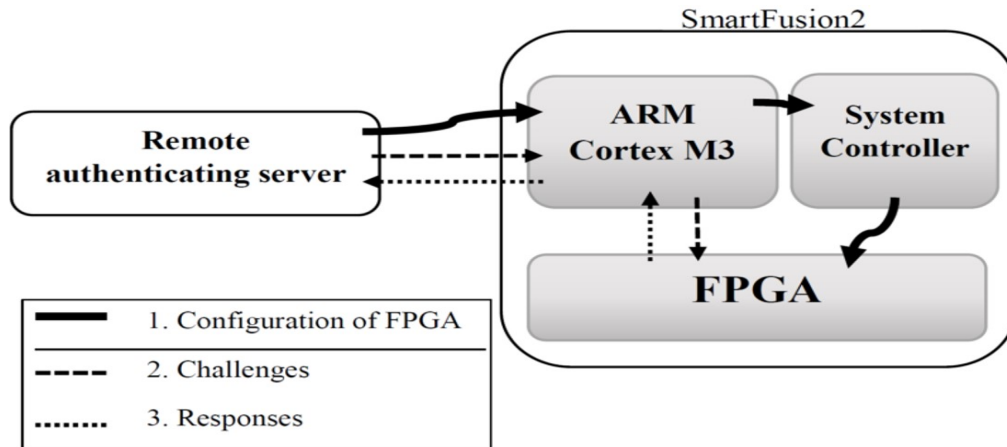 SmartFusion2
Remote
authenticating server
ARM
Cortex M3
System
Controller
FPGA
1. Configuration of FPGA
2. Challenges
3. Responses